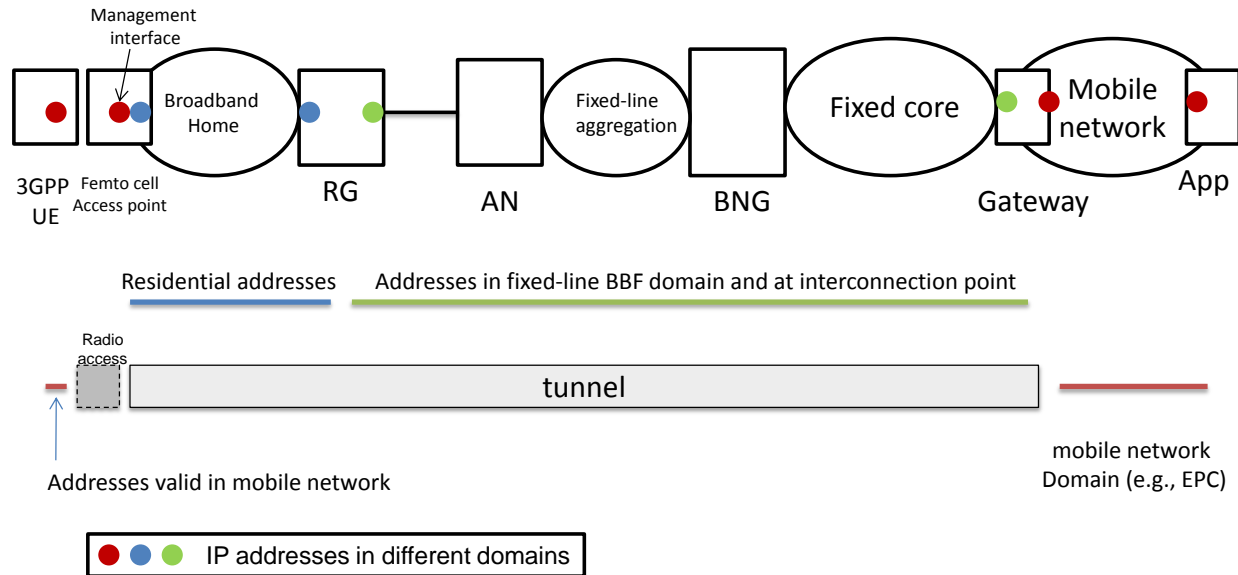 Management
interface
Broadband
Home
Fixed-line
aggregation)
Fixed core
Mobile
network
3GPP
UE
Femto cell
Access point
RG
AN
BNG
Gateway
App
Residential addresses
Addresses in fixed-line BBF domain and at interconnection point
Radio
access
tunnel
Addresses valid in mobile network
mobile network
Domain (e.g., EPC)
IP addresses in different domains